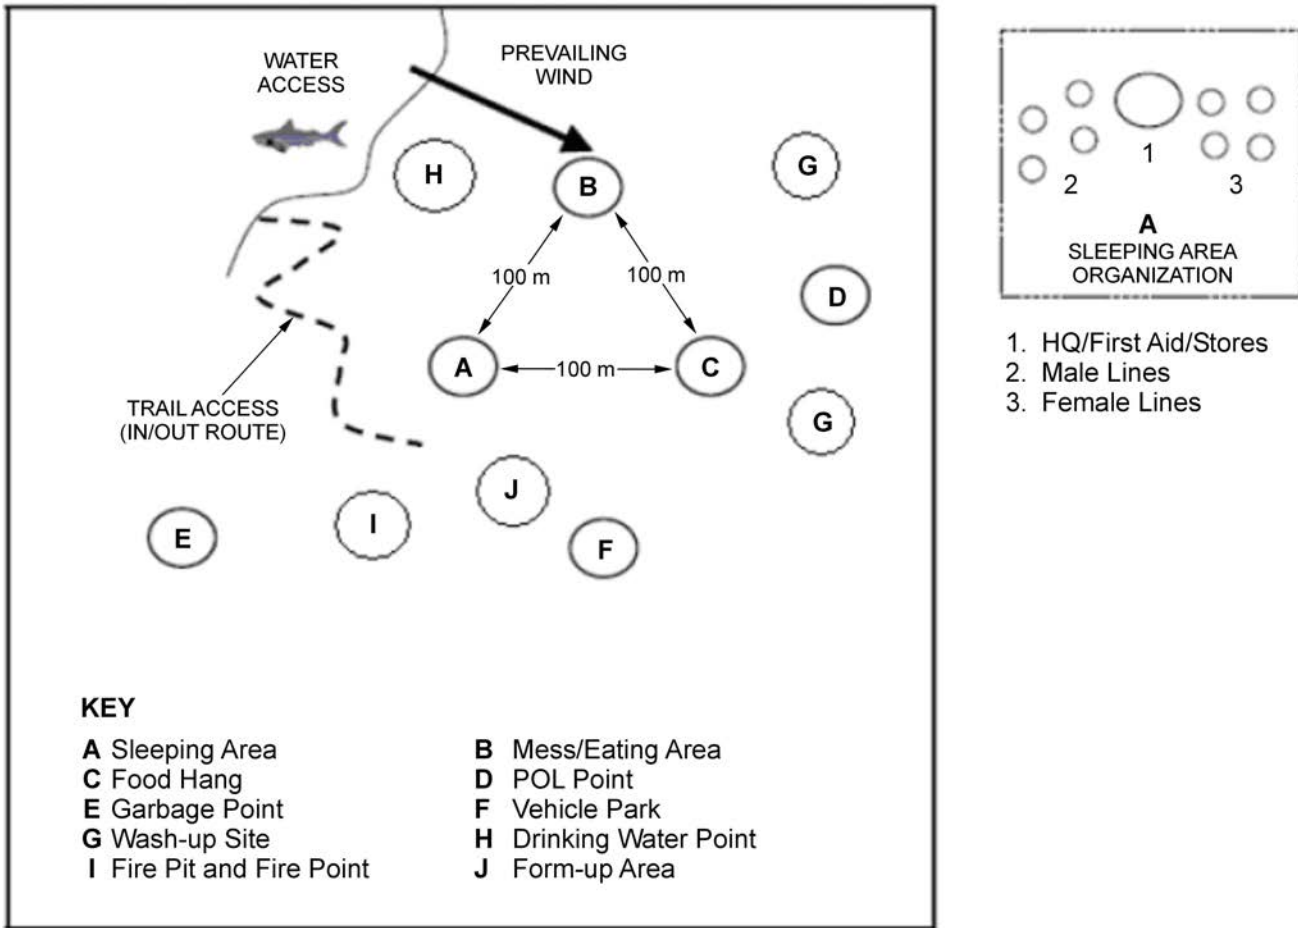 WATER
ACCESS
PREVAILING
WIND
H
B
G
100 m
100 m
D
A
100 m
C
TRAIL ACCESS
(IN/OUT ROUTE)
G
J
E
I
F
KEY
A Sleeping Area
B Mess/Eating Area
C Food Hang
D POL Point
E Garbage Point
F Vehicle Park
G Wash-up Site
H Drinking Water Point
I Fire Pit and Fire Point
J Form-up Area
1
2
3
A
SLEEPING AREA
ORGANIZATION
1. HQ/First Aid/Stores
2. Male Lines
3. Female Lines